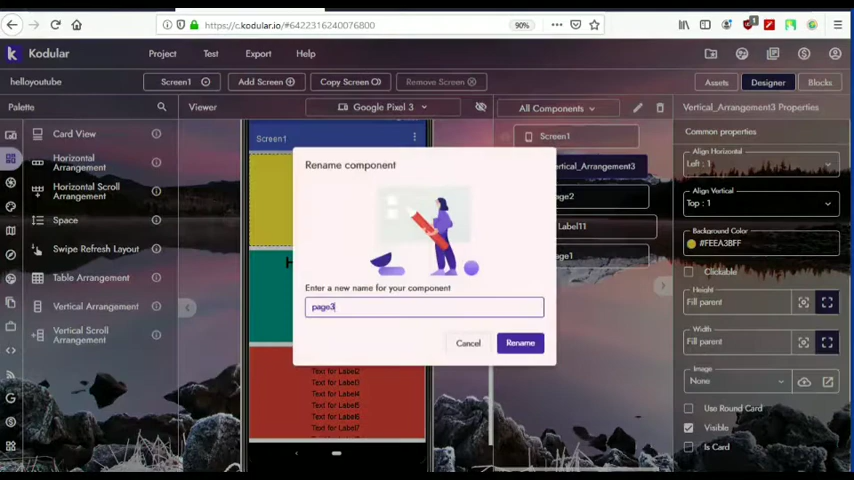 https://c.kodular.io/#6422316240076800
90%
Kodular
Project
Test
Export
Help
helloyoutube
Screen1
Add Screen
Copy Screen
Remove Screen
Assets
Designer
Blocks
Palette
Viewer
Google Pixel 3
All Components
Vertical_Arrangement3 Properties
Card View
Horizontal
Arrangement
Horizontal Scroll
Arrangement
Space
Swipe Refresh Layout
Table Arrangement
Vertical Arrangement
Vertical Scroll
Arrangement
Screen1
H
Text for Label2
Text for Label3
Text for Label4
Text for Label5
Text for Label6
Text for Label7
Rename component
Enter a new name for your component
page3
Cancel
Rename
Screen1
ertical_Arrangement3
age2
Label11
age1
Common properties
Align Horizontal
Left : 1
Align Vertical
Top : 1
Background Color
#FEEA3BFF
Clickable
Height
Fill parent
Width
Fill parent
Image
None
Use Round Card
Visible
Is Card